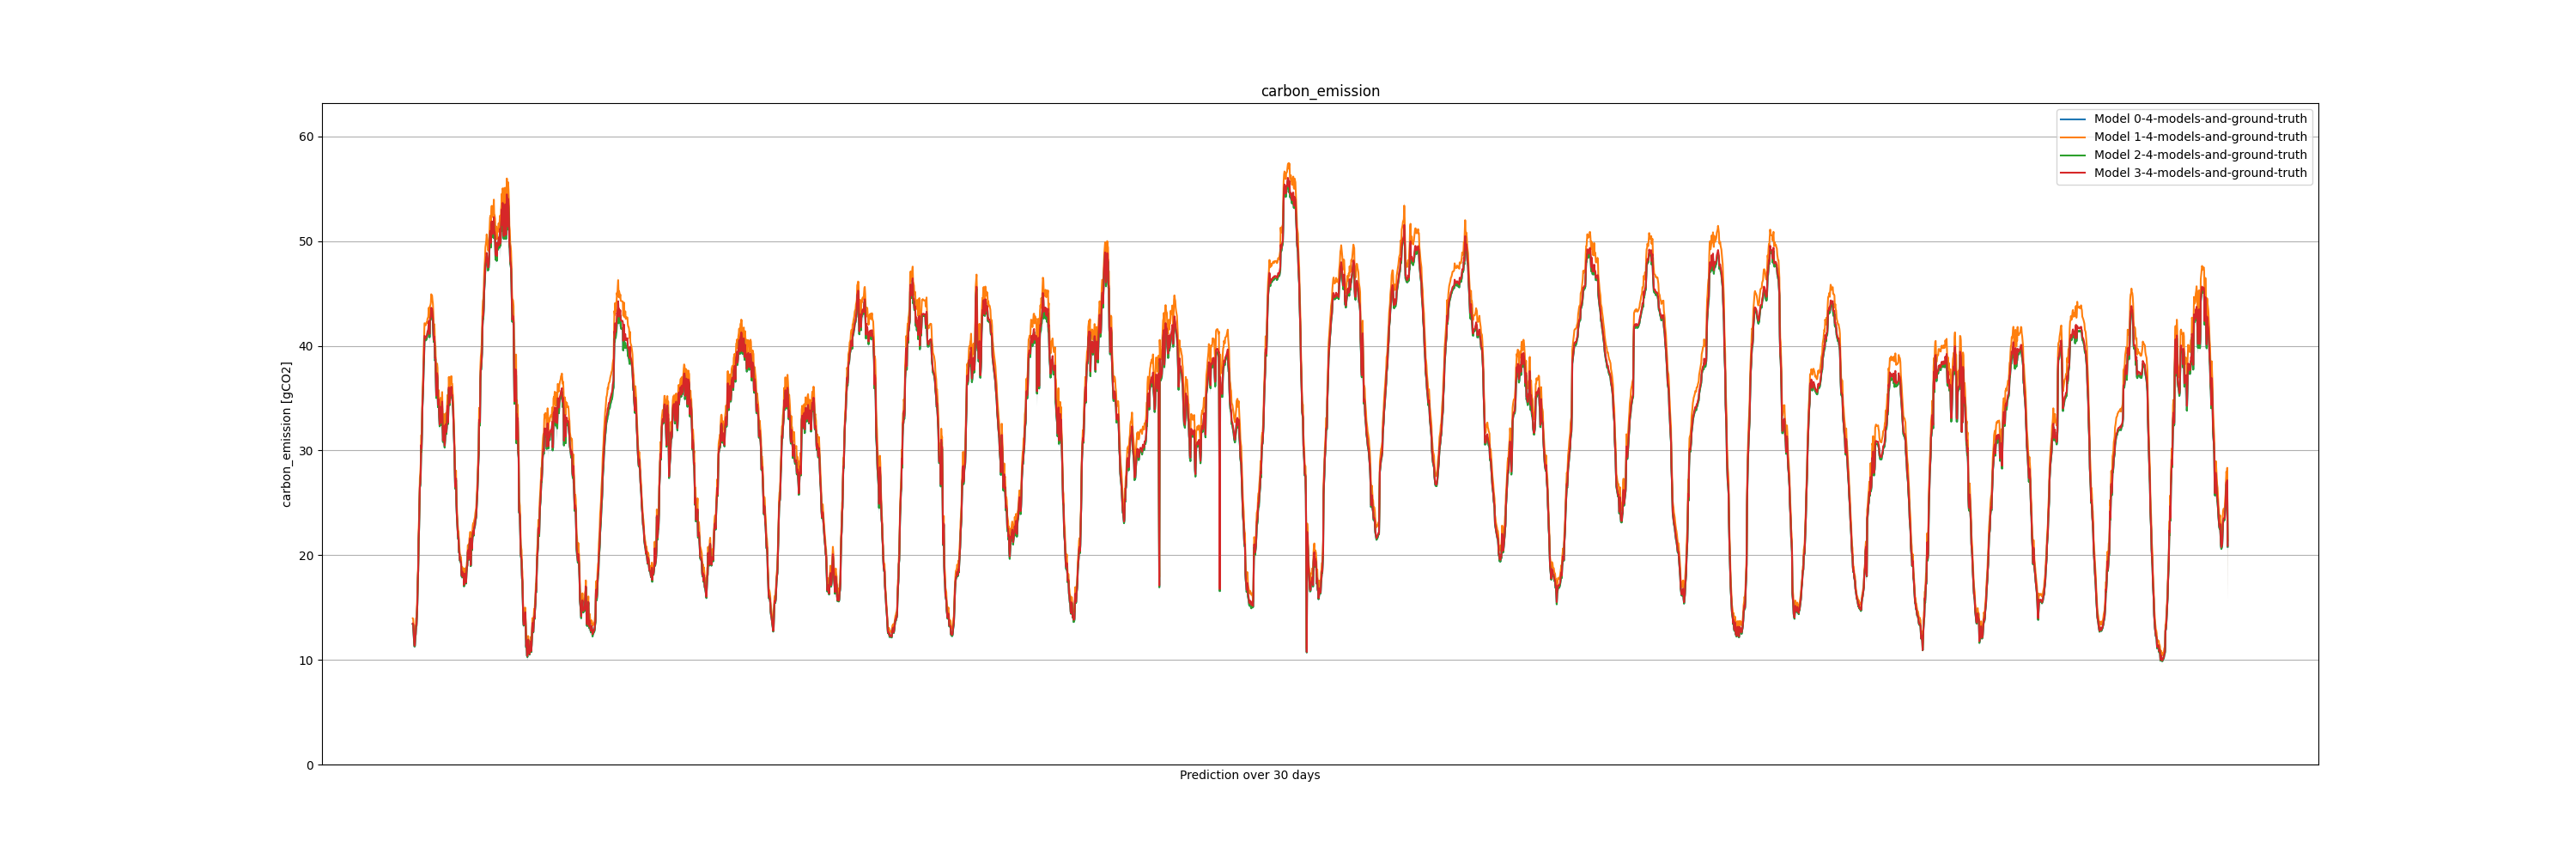 carbon_emission
Model 0-4-models-and-ground-truth
Model 1-4-models-and-ground-truth
Model 2-4-models-and-ground-truth
Model 3-4-models-and-ground-truth
60
50
40
30
20
10
0
carbon_emission [gCO2]
Prediction over 30 days